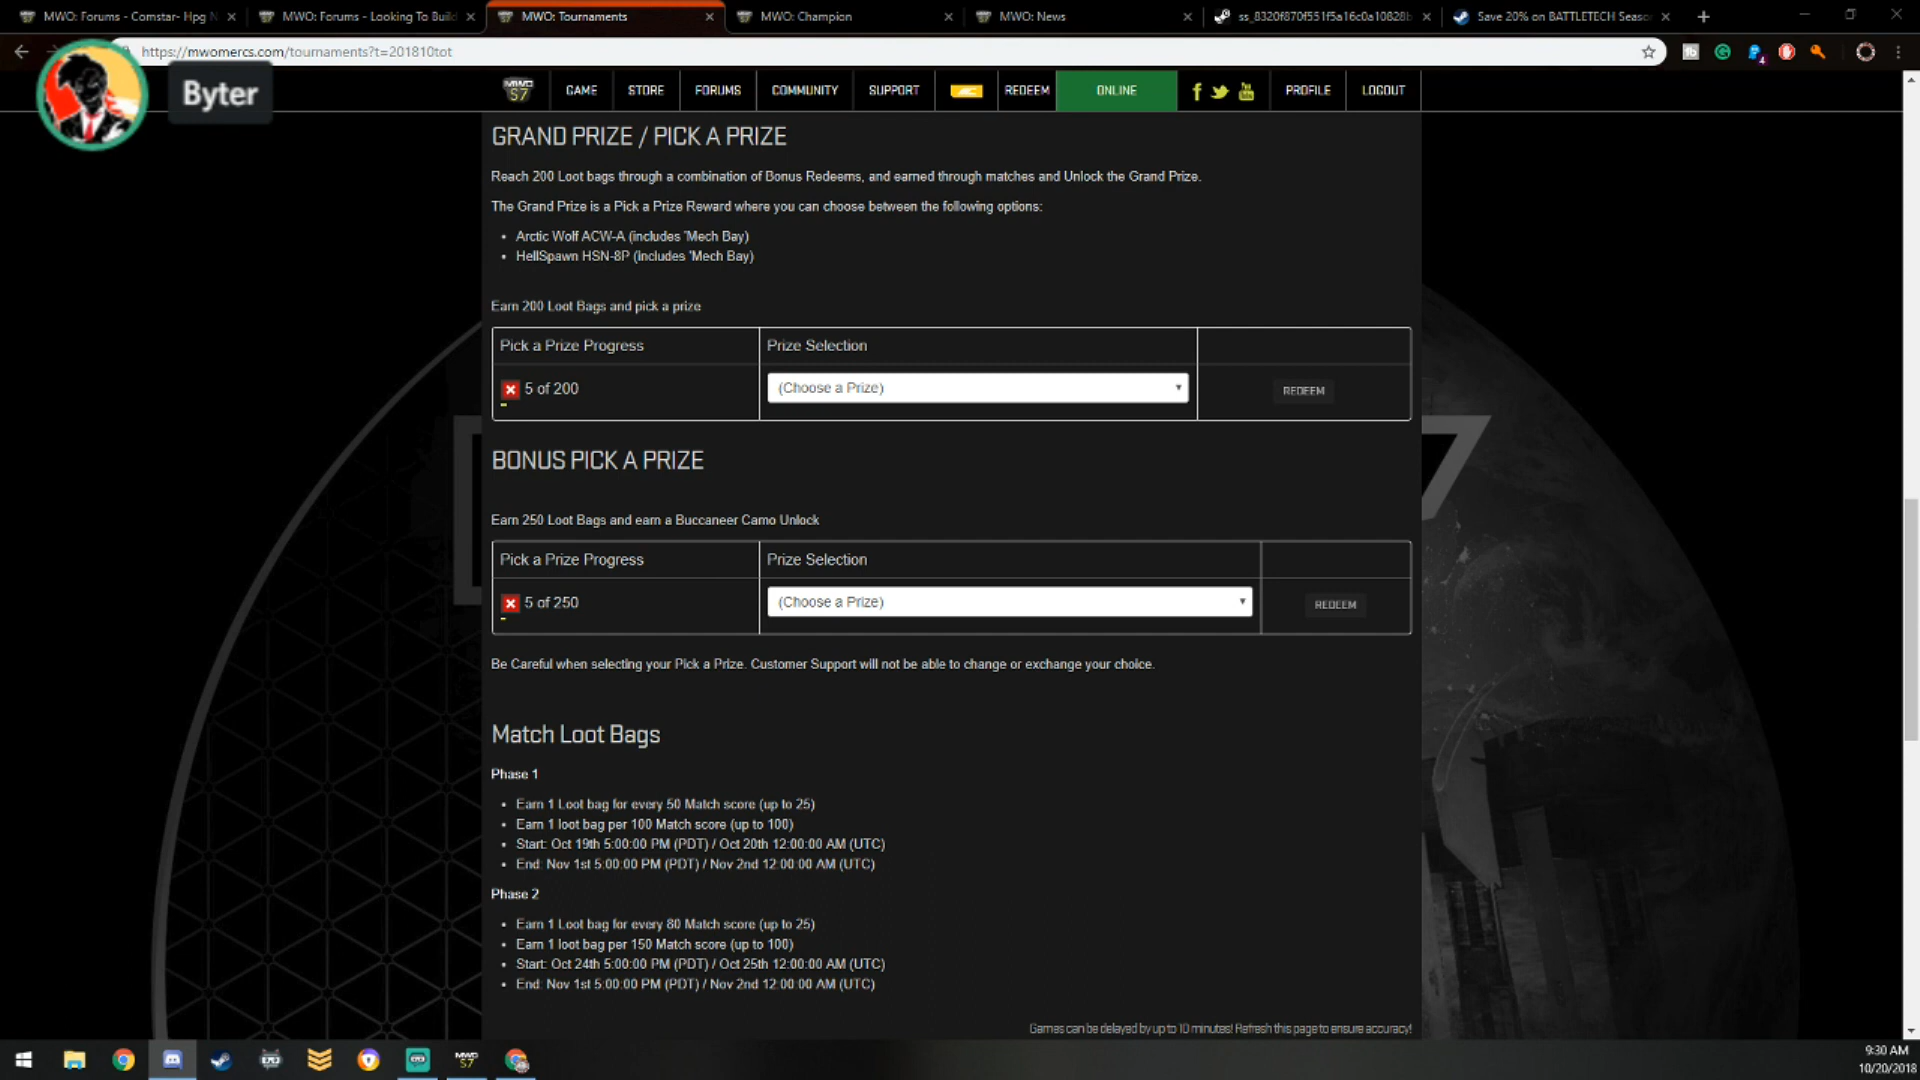 MWO: Forums - Comstar- Hpg N
MWO: Forums - Looking To Build
MWO: Tournaments
MWO: Champion
MWO: News
ss_8320f870f551f5a16c0a10828b
Save 20% on BATTLETECH Seaso
https://mwomercs.com/tournaments?t=201810tot
Byter
MWO S7
GAME
STORE
FORUMS
COMMUNITY
SUPPORT
REDEEM
ONLINE
PROFILE
LOGOUT
GRAND PRIZE / PICK A PRIZE
Reach 200 Loot bags through a combination of Bonus Redeems, and earned through matches and Unlock the Grand Prize.
The Grand Prize is a Pick a Prize Reward where you can choose between the following options:
• Arctic Wolf ACW-A (includes 'Mech Bay)
• HellSpawn HSN-8P (includes 'Mech Bay)
Earn 200 Loot Bags and pick a prize
Pick a Prize Progress
Prize Selection
5 of 200
(Choose a Prize)
REDEEM
BONUS PICK A PRIZE
Earn 250 Loot Bags and earn a Buccaneer Camo Unlock
Pick a Prize Progress
Prize Selection
5 of 250
(Choose a Prize)
REDEEM
Be Careful when selecting your Pick a Prize. Customer Support will not be able to change or exchange your choice.
Match Loot Bags
Phase 1
• Earn 1 Loot bag for every 50 Match score (up to 25)
• Earn 1 loot bag per 100 Match score (up to 100)
• Start: Oct 19th 5:00:00 PM (PDT) / Oct 20th 12:00:00 AM (UTC)
• End: Nov 1st 5:00:00 PM (PDT) / Nov 2nd 12:00:00 AM (UTC)
Phase 2
• Earn 1 Loot bag for every 80 Match score (up to 25)
• Earn 1 loot bag per 150 Match score (up to 100)
• Start: Oct 24th 5:00:00 PM (PDT) / Oct 25th 12:00:00 AM (UTC)
• End: Nov 1st 5:00:00 PM (PDT) / Nov 2nd 12:00:00 AM (UTC)
Games can be delayed by up to 10 minutes! Refresh this page to ensure accuracy!
MWO S7
9:30 AM
10/20/2018